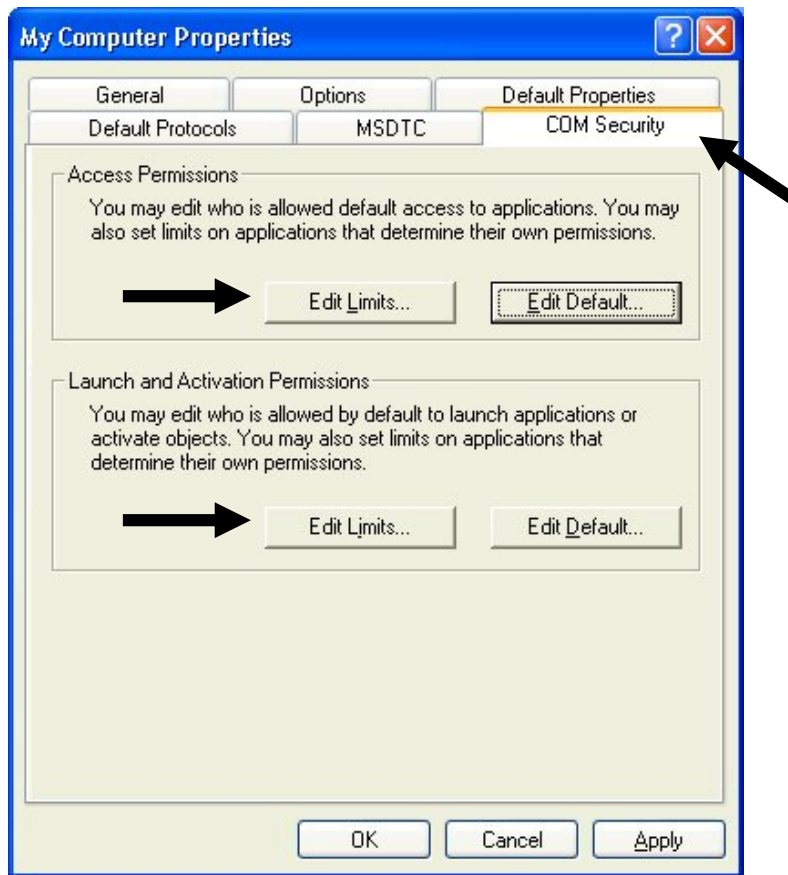 My Computer Properties
?
General Options Default Properties
Default Protocols MSDTC COM Security
Access Permissions
You may edit who is allowed default access to applications. You may
also set limits on applications that determine their own permissions.
Edit Limits... Edit Default...
Launch and Activation Permissions
You may edit who is allowed by default to launch applications or
activate objects. You may also set limits on applications that
determine their own permissions.
Edit Limits... Edit Default...
OK Cancel Apply